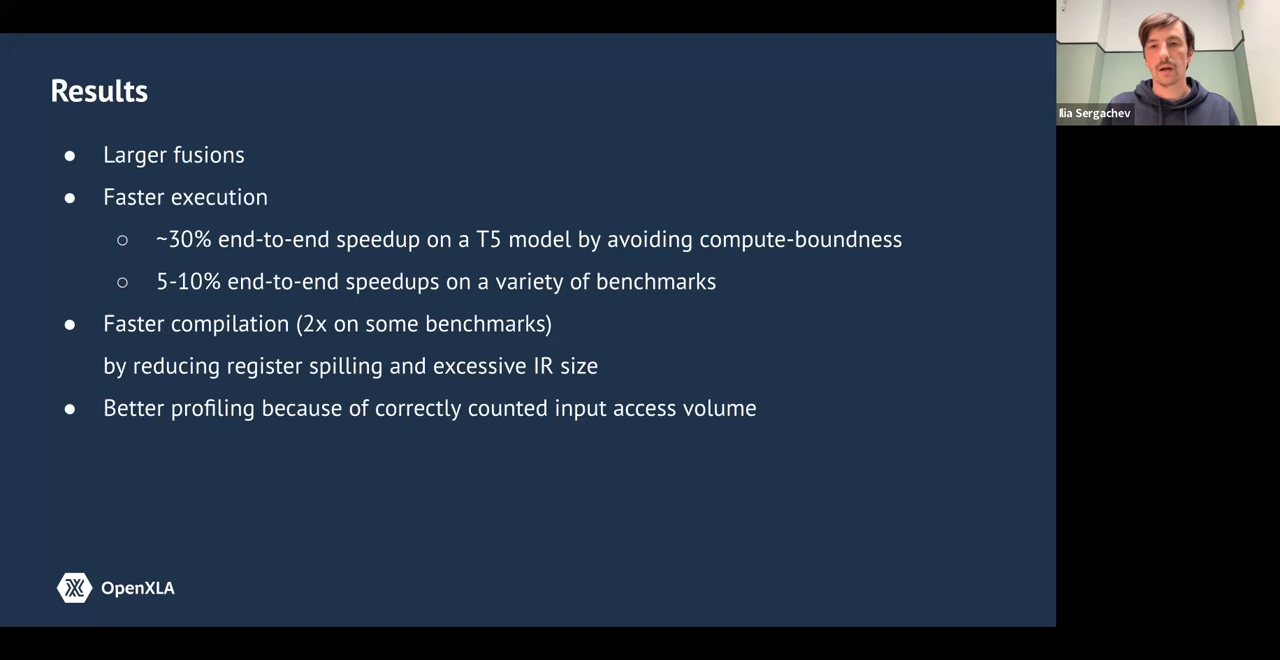 Results
● Larger fusions
● Faster execution
○ ~30% end-to-end speedup on a T5 model by avoiding compute-boundness
○ 5-10% end-to-end speedups on a variety of benchmarks
● Faster compilation (2x on some benchmarks)
by reducing register spilling and excessive IR size
● Better profiling because of correctly counted input access volume
OpenXLA
Ilia Sergachev